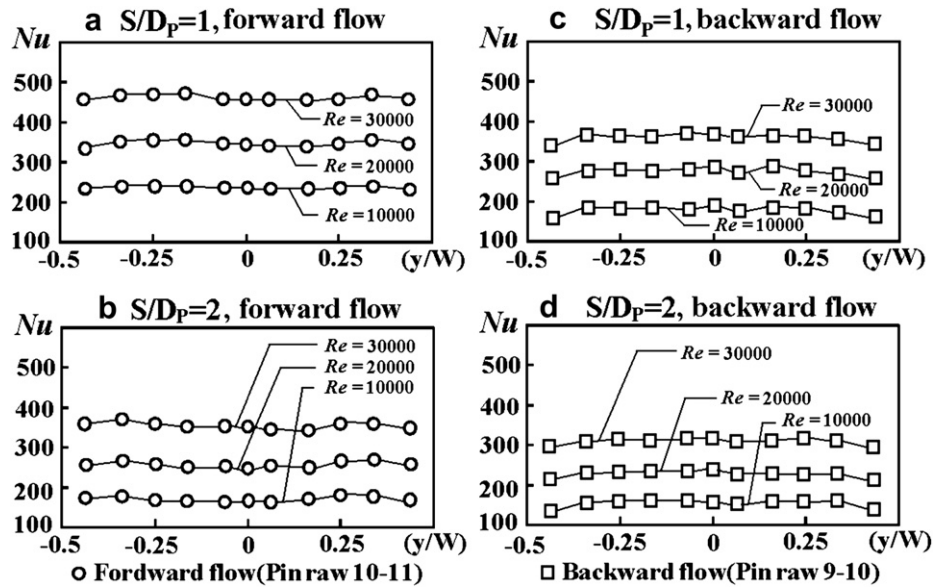 a S/DP=1, forward flow
Nu
500
400
300
200
100
Re = 30000
Re = 20000
Re = 10000
-0.5 -0.25 0 0.25 (y/W)
c S/DP=1, backward flow
Nu
500
400
300
200
100
Re = 30000
Re = 20000
Re = 10000
-0.5 -0.25 0 0.25 (y/W)
b S/DP=2, forward flow
Nu
500
400
300
200
100
Re = 30000
Re = 20000
Re = 10000
-0.5 -0.25 0 0.25 (y/W)
Fordward flow(Pin raw 10-11)
d S/DP=2, backward flow
Nu
500
400
300
200
100
Re = 30000
Re = 20000
Re = 10000
-0.5 -0.25 0 0.25 (y/W)
Backward flow(Pin raw 9-10)